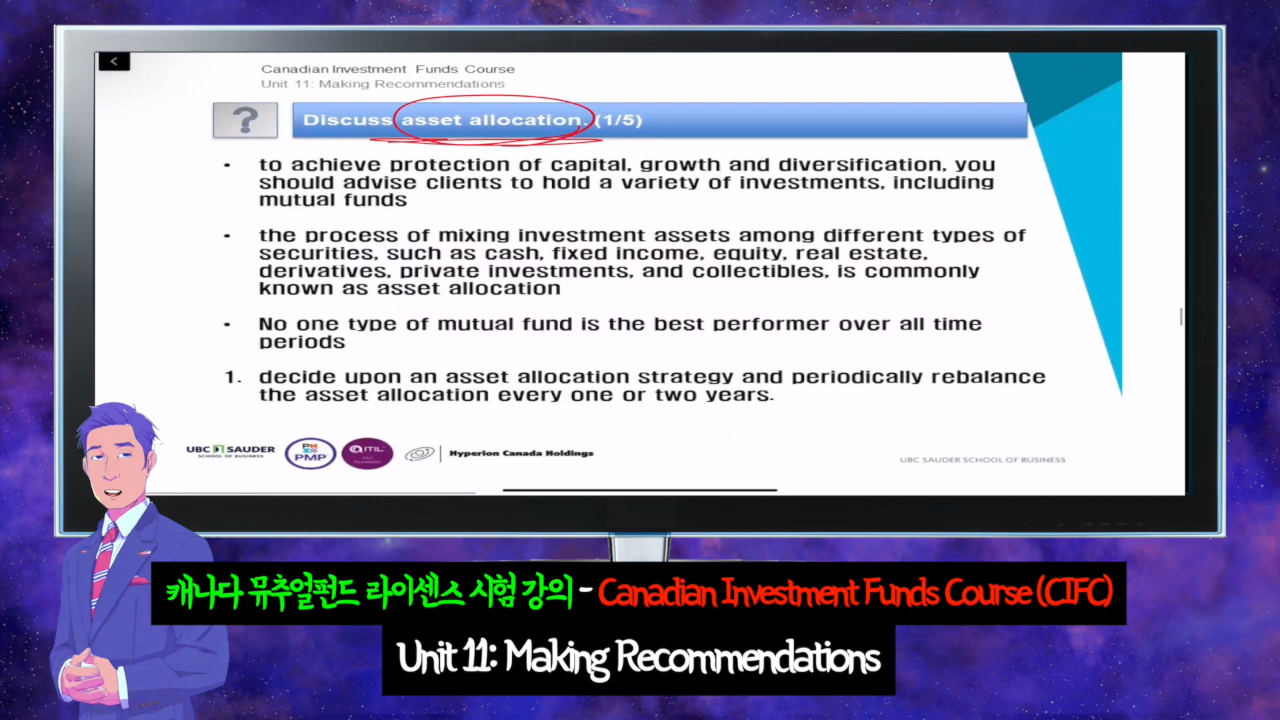 Canadian Investment Funds Course
Unit 11: Making Recommendations
?
Discuss asset allocation. (1/5)
• to achieve protection of capital, growth and diversification, you
should advise clients to hold a variety of investments, including
mutual funds
• the process of mixing investment assets among different types of
securities, such as cash, fixed income, equity, real estate,
derivatives, private investments, and collectibles, is commonly
known as asset allocation
• No one type of mutual fund is the best performer over all time
periods
1. decide upon an asset allocation strategy and periodically rebalance
the asset allocation every one or two years.
UBC SAUDER
SCHOOL OF BUSINESS
PMP
ITIL
Foundation
Hyperion Canada Holdings
UBC SAUDER SCHOOL OF BUSINESS
캐나다 뮤추얼펀드 라이센스 시험 강의 - Canadian Investment Funds Course (CIFC)
Unit 11: Making Recommendations